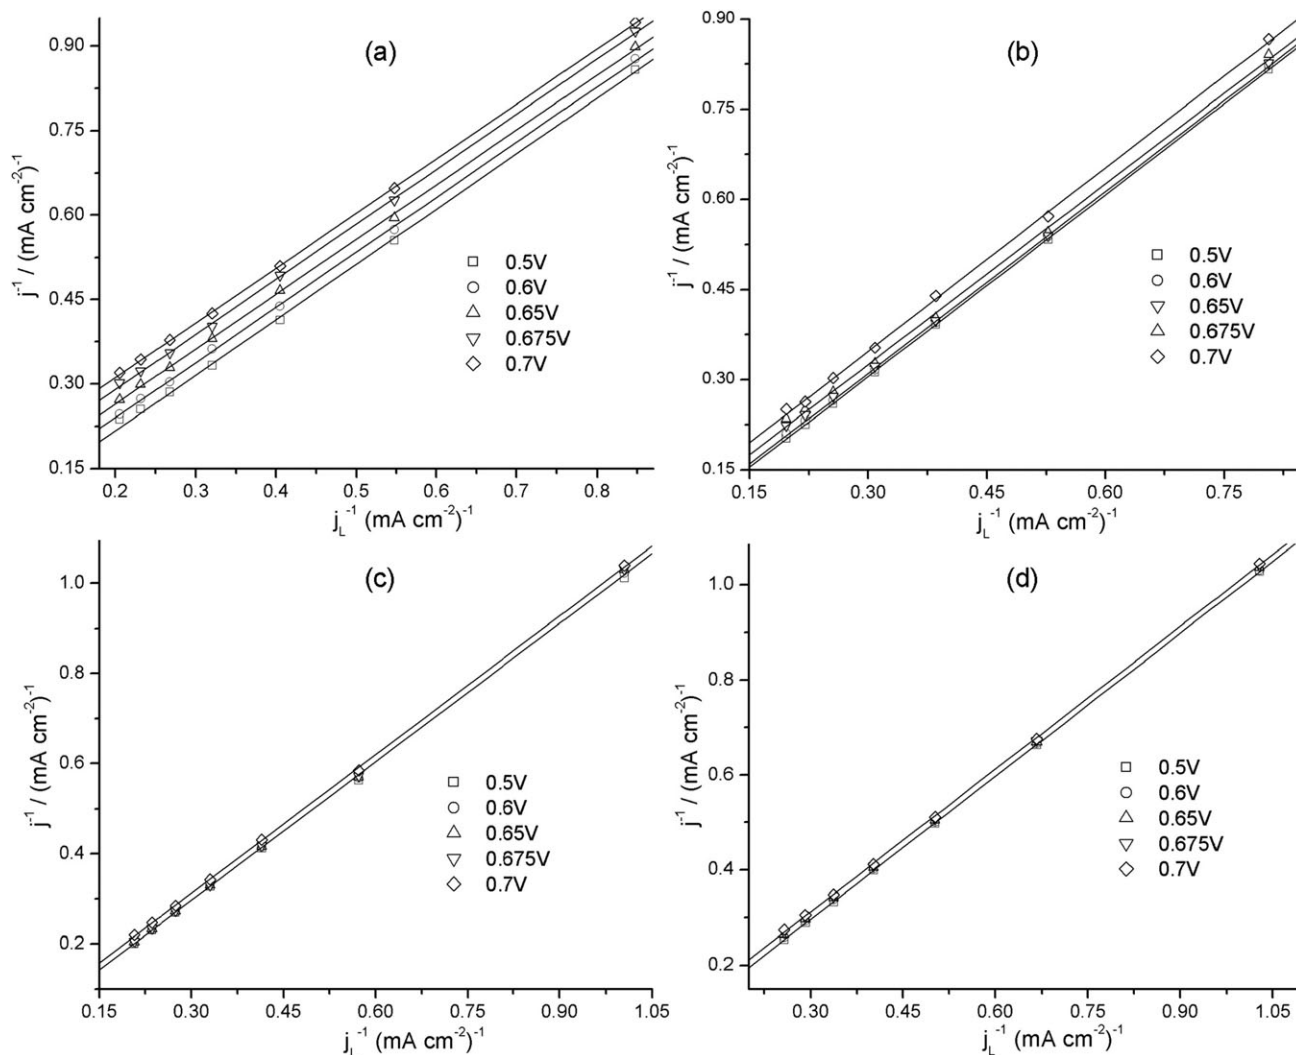 (a)
0.90
0.75
0.60
0.45
0.30
0.15
j⁻¹ / (mA cm⁻²)⁻¹
0.5V
0.6V
0.65V
0.675V
0.7V
0.2 0.3 0.4 0.5 0.6 0.7 0.8
j_L⁻¹ (mA cm⁻²)⁻¹
(b)
0.90
0.75
0.60
0.45
0.30
0.15
j⁻¹ / (mA cm⁻²)⁻¹
0.5V
0.6V
0.65V
0.675V
0.7V
0.15 0.30 0.45 0.60 0.75
j_L⁻¹ (mA cm⁻²)⁻¹
(c)
1.0
0.8
0.6
0.4
0.2
j⁻¹ / (mA cm⁻²)⁻¹
0.5V
0.6V
0.65V
0.675V
0.7V
0.15 0.30 0.45 0.60 0.75 0.90 1.05
j_L⁻¹ (mA cm⁻²)⁻¹
(d)
1.0
0.8
0.6
0.4
0.2
j⁻¹ / (mA cm⁻²)⁻¹
0.5V
0.6V
0.65V
0.675V
0.7V
0.30 0.45 0.60 0.75 0.90 1.05
j_L⁻¹ (mA cm⁻²)⁻¹